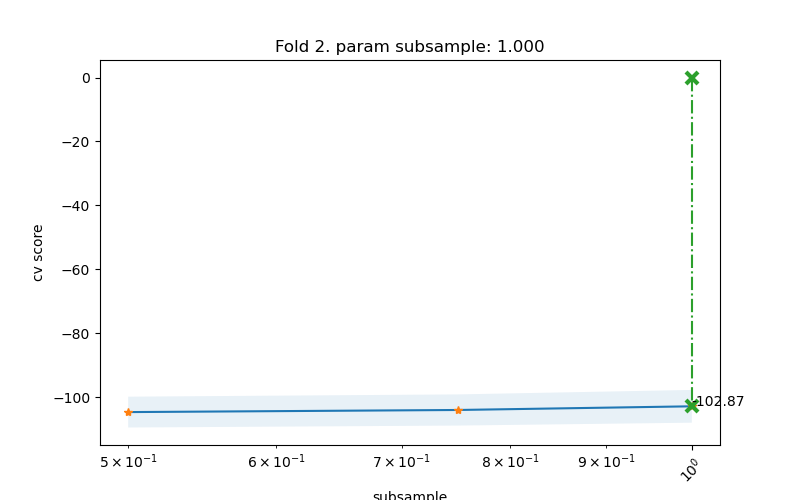 Fold 2. param subsample: 1.000
0
−20
−40
−60
−80
−100
cv score
-102.87
5 × 10⁻¹
6 × 10⁻¹
7 × 10⁻¹
8 × 10⁻¹
9 × 10⁻¹
10⁰
subsample